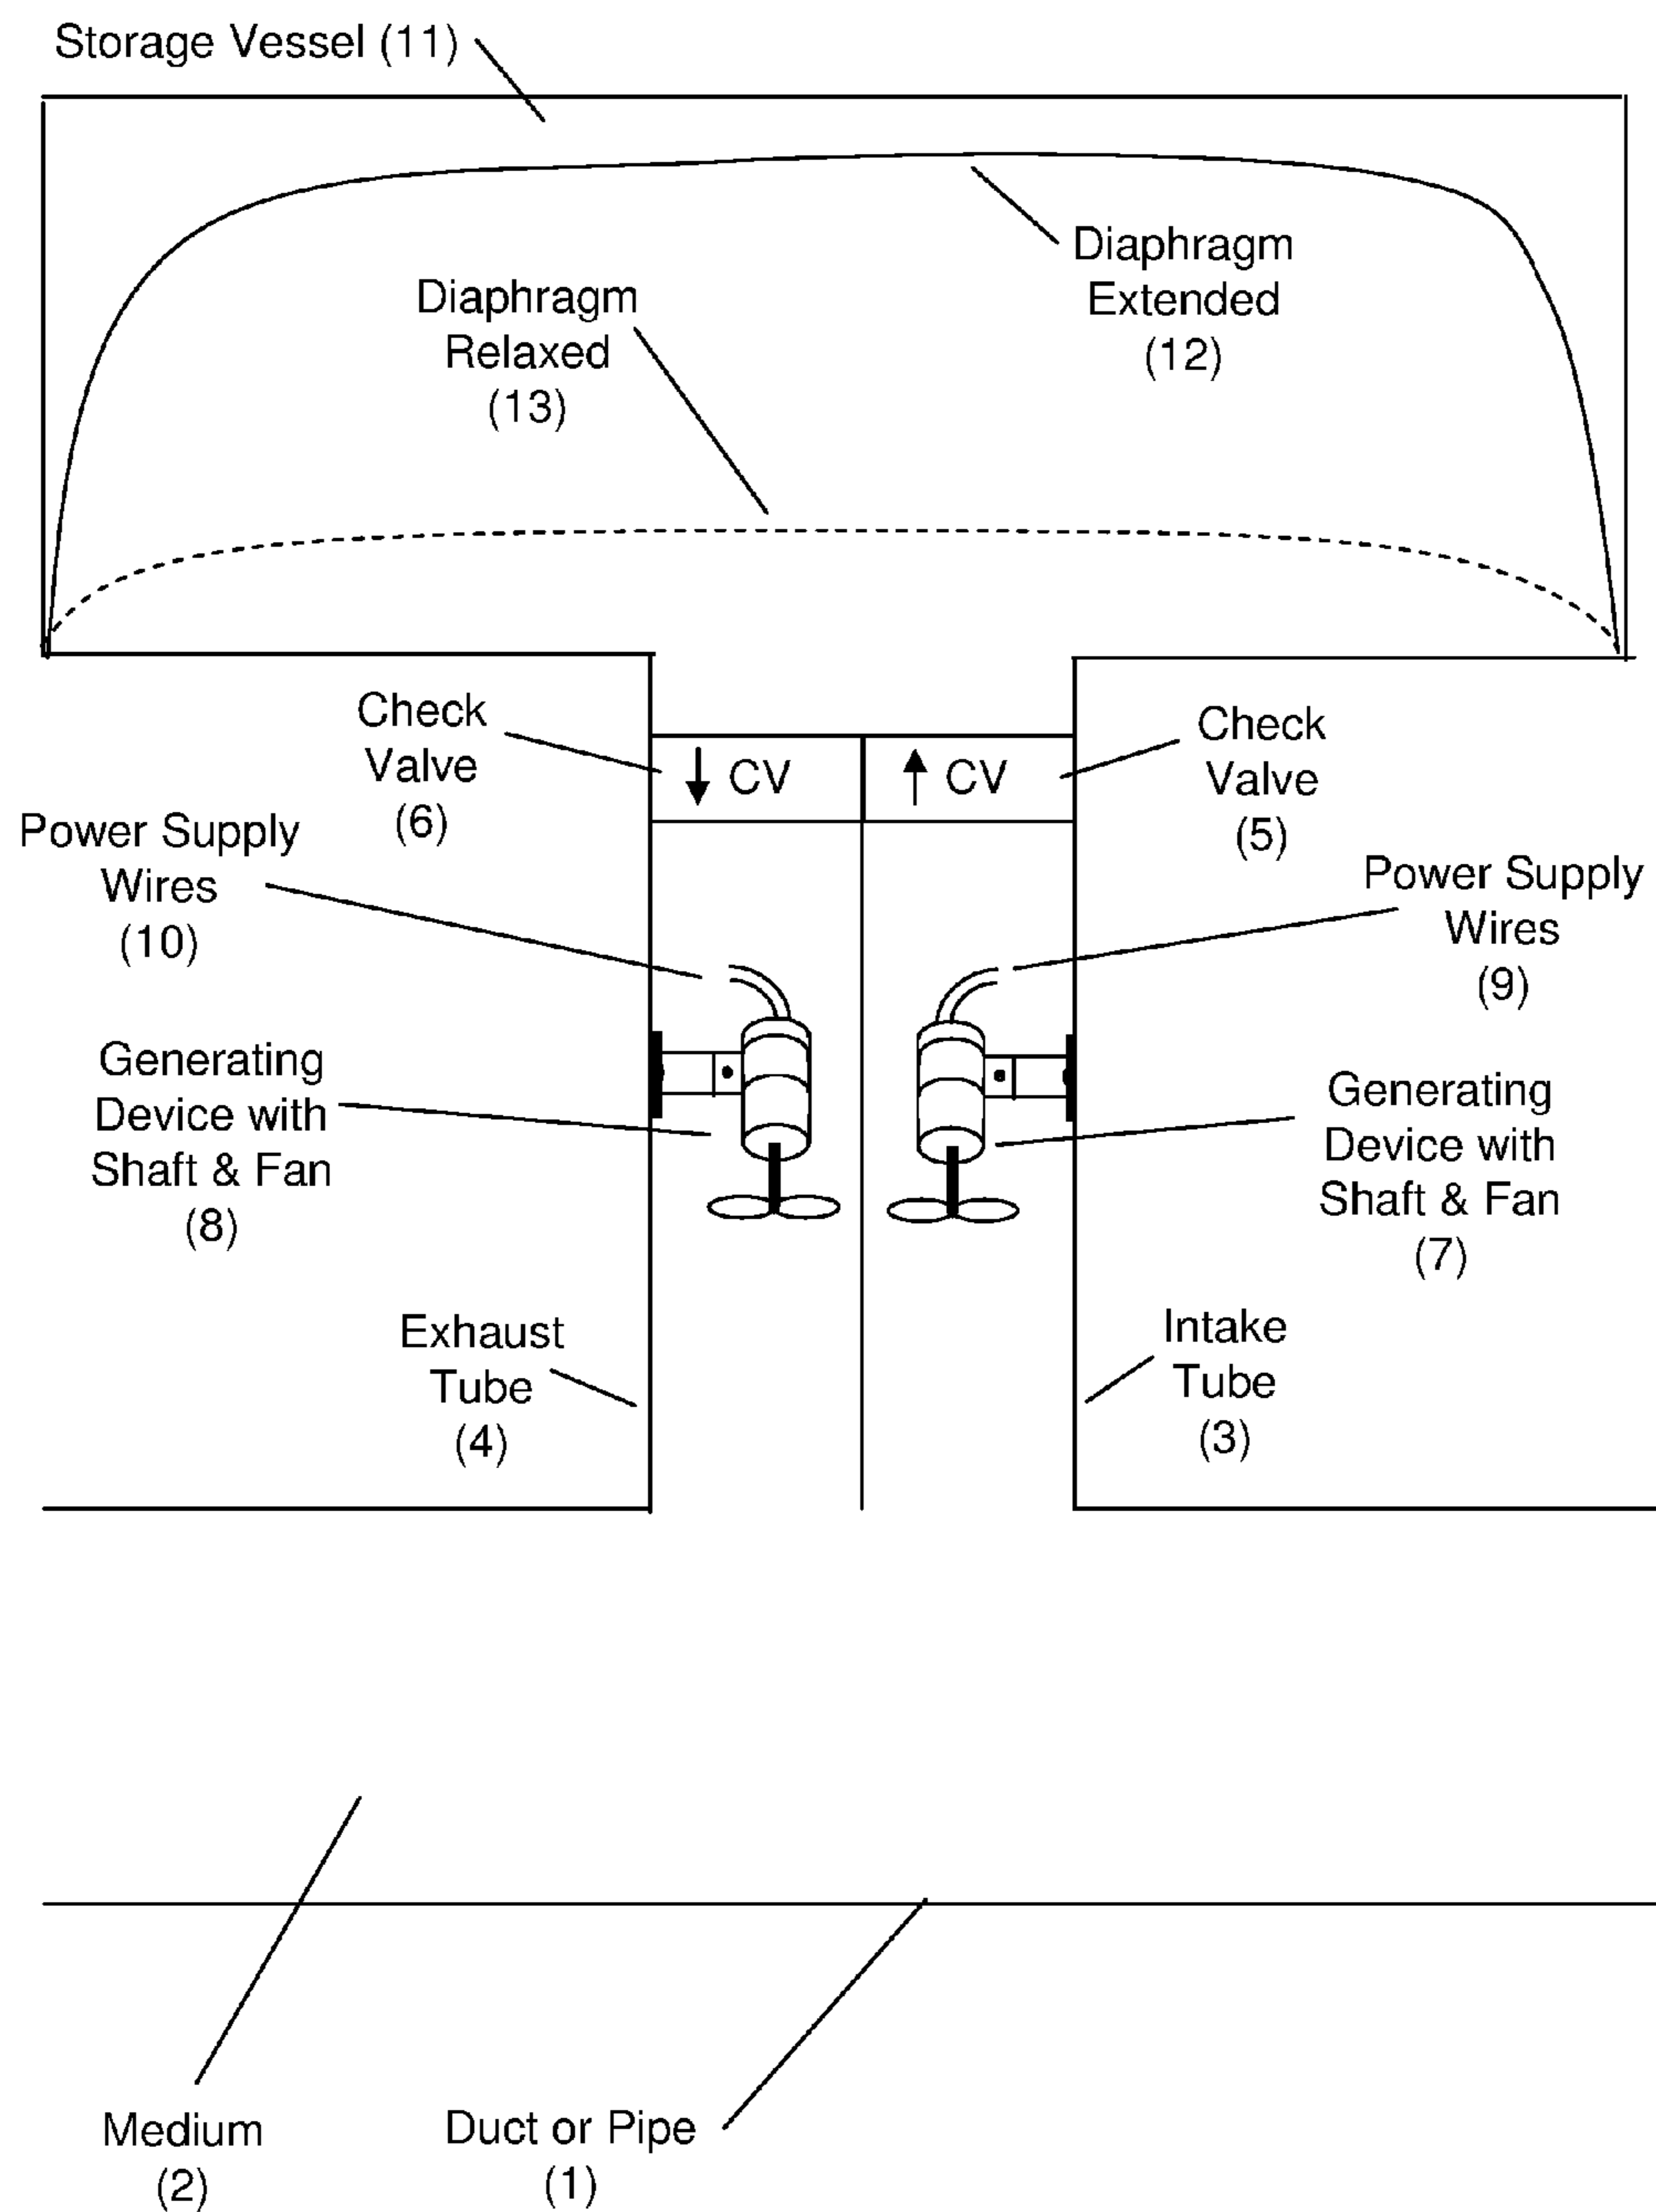 Storage Vessel (11)
Diaphragm
Extended
(12)
Diaphragm
Relaxed
(13)
Check
Valve
(6)
CV
CV
Check
Valve
(5)
Power Supply
Wires
(10)
Power Supply
Wires
(9)
Generating
Device with
Shaft & Fan
(8)
Generating
Device with
Shaft & Fan
(7)
Exhaust
Tube
(4)
Intake
Tube
(3)
Medium
(2)
Duct or Pipe
(1)